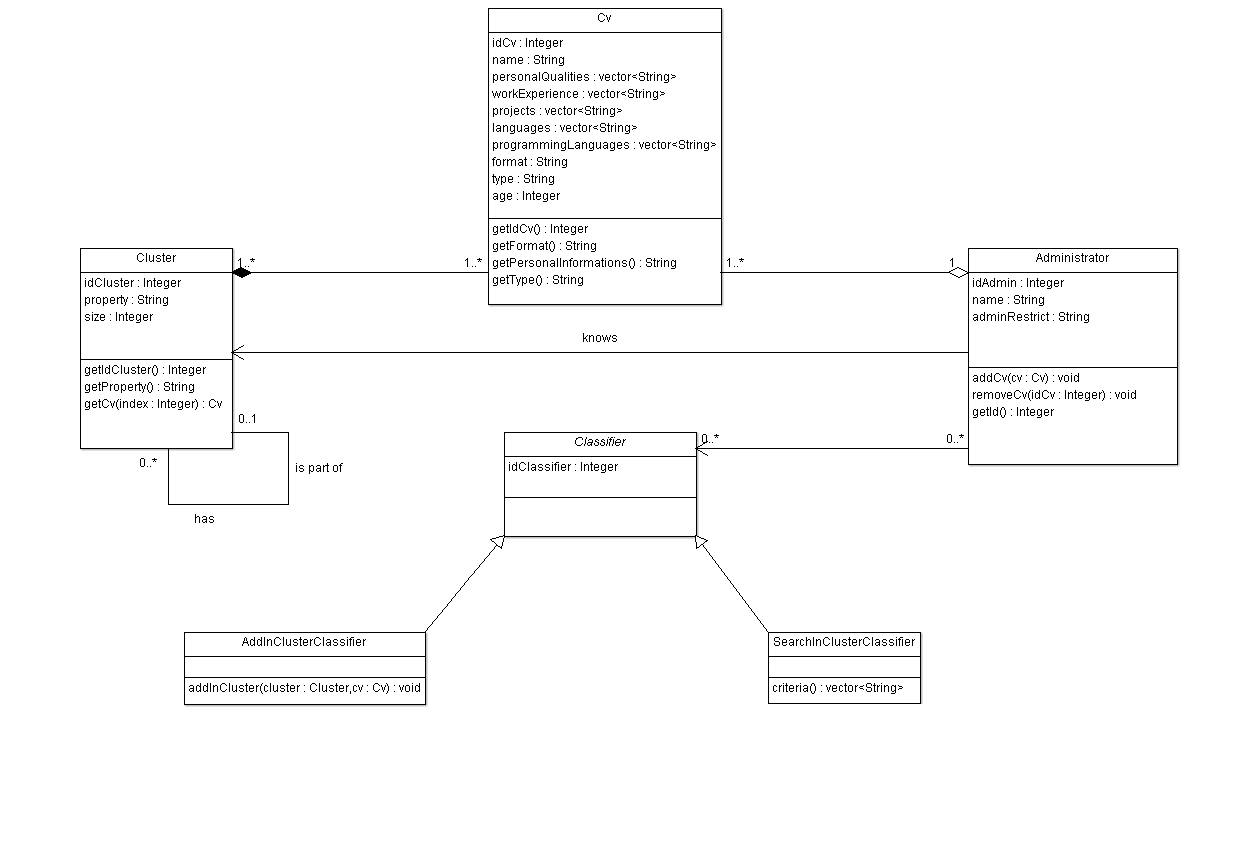 Cv
idCv : Integer
name : String
personalQualities : vector<String>
workExperience : vector<String>
projects : vector<String>
languages : vector<String>
programmingLanguages : vector<String>
format : String
type : String
age : Integer
getIdCv() : Integer
getFormat() : String
getPersonalInformations() : String
getType() : String
Cluster
idCluster : Integer
property : String
size : Integer
getIdCluster() : Integer
getProperty() : String
getCv(index : Integer) : Cv
1..*
1..*
1..*
1
Administrator
idAdmin : Integer
name : String
adminRestrict : String
addCv(cv : Cv) : void
removeCv(idCv : Integer) : void
getId() : Integer
knows
0..1
0..*
is part of
has
0..*
0..*
Classifier
idClassifier : Integer
AddInClusterClassifier
addInCluster(cluster : Cluster,cv : Cv) : void
SearchInClusterClassifier
criteria() : vector<String>